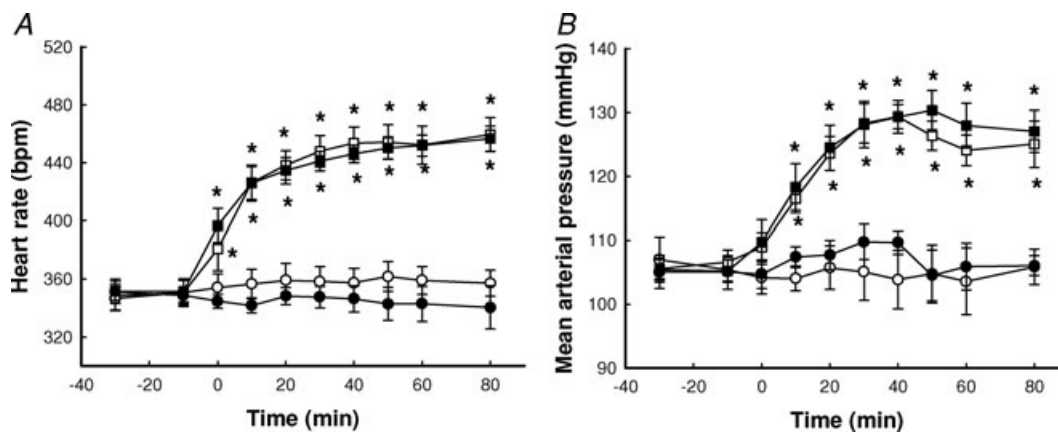 A
520
480
440
400
360
320
Heart rate (bpm)
* * * * * * * *
* * * * * * * *
-40 -20 0 20 40 60 80
Time (min)
B
140
130
120
110
100
90
Mean arterial pressure (mmHg)
* * * * * * *
* * * * * * *
-40 -20 0 20 40 60 80
Time (min)